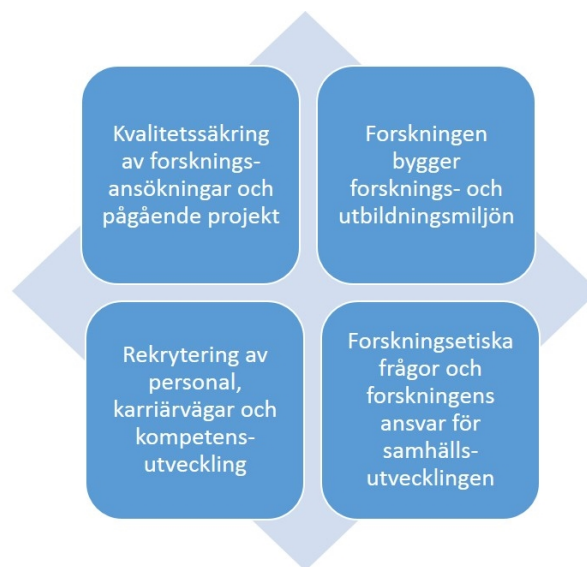 Kvalitetssäkring
av forsknings-
ansökningar och
pågående projekt
Forskningen
bygger
forsknings- och
utbildningsmiljön
Rekrytering av
personal,
karriärvägar och
kompetens-
utveckling
Forskningsetiska
frågor och
forskningens
ansvar för
samhälls-
utvecklingen